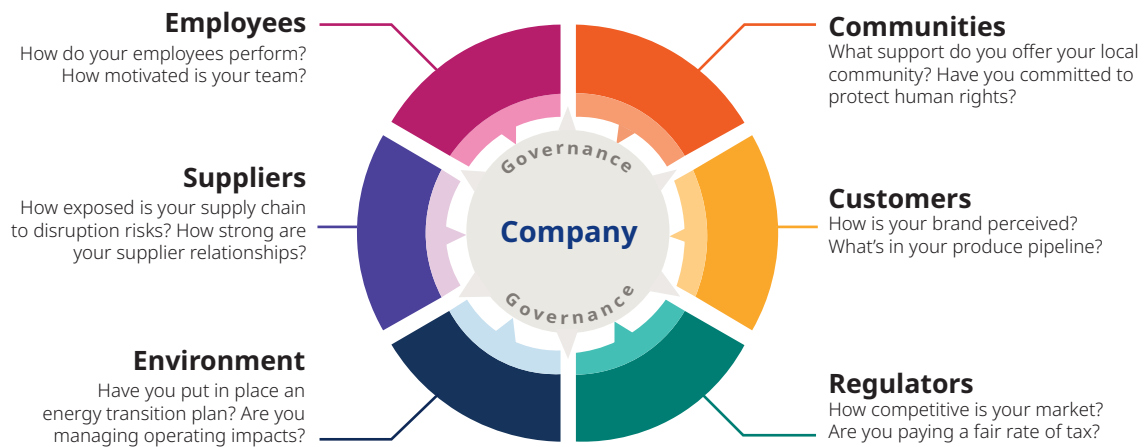 Employees
How do your employees perform?
How motivated is your team?
Communities
What support do you offer your local
community? Have you committed to
protect human rights?
Suppliers
How exposed is your supply chain
to disruption risks? How strong are
your supplier relationships?
Governance
Company
Governance
Customers
How is your brand perceived?
What’s in your produce pipeline?
Environment
Have you put in place an
energy transition plan? Are you
managing operating impacts?
Regulators
How competitive is your market?
Are you paying a fair rate of tax?